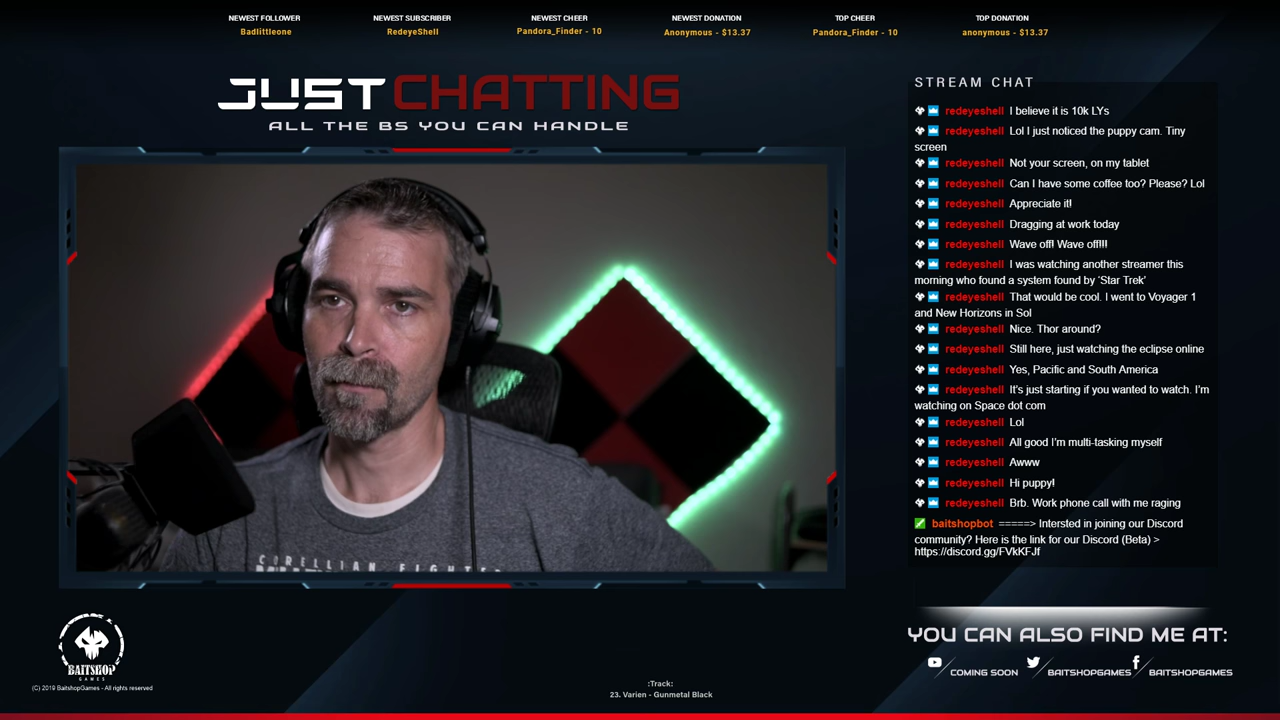 NEWEST FOLLOWER
Badlittleone
NEWEST SUBSCRIBER
RedeyeShell
NEWEST CHEER
Pandora_Finder - 10
NEWEST DONATION
Anonymous - $13.37
TOP CHEER
Pandora_Finder - 10
TOP DONATION
anonymous - $13.37
JUST CHATTING
ALL THE BS YOU CAN HANDLE
CORELLIAN FIGHTER
STREAM CHAT
redeyeshell I believe it is 10k LYs
redeyeshell Lol I just noticed the puppy cam. Tiny
screen
redeyeshell Not your screen, on my tablet
redeyeshell Can I have some coffee too? Please? Lol
redeyeshell Appreciate it!
redeyeshell Dragging at work today
redeyeshell Wave off! Wave off!!!
redeyeshell I was watching another streamer this
morning who found a system found by 'Star Trek'
redeyeshell That would be cool. I went to Voyager 1
and New Horizons in Sol
redeyeshell Nice. Thor around?
redeyeshell Still here, just watching the eclipse online
redeyeshell Yes, Pacific and South America
redeyeshell It's just starting if you wanted to watch. I'm
watching on Space dot com
redeyeshell Lol
redeyeshell All good I'm multi-tasking myself
redeyeshell Awww
redeyeshell Hi puppy!
redeyeshell Brb. Work phone call with me raging
baitshopbot =====> Intersted in joining our Discord
community? Here is the link for our Discord (Beta) >
https://discord.gg/FVkKFJf
YOU CAN ALSO FIND ME AT:
COMING SOON
BAITSHOPGAMES
BAITSHOPGAMES
BAITSHOP
GAMES
(C) 2019 BaitshopGames - All rights reserved
:Track:
23. Varien - Gunmetal Black